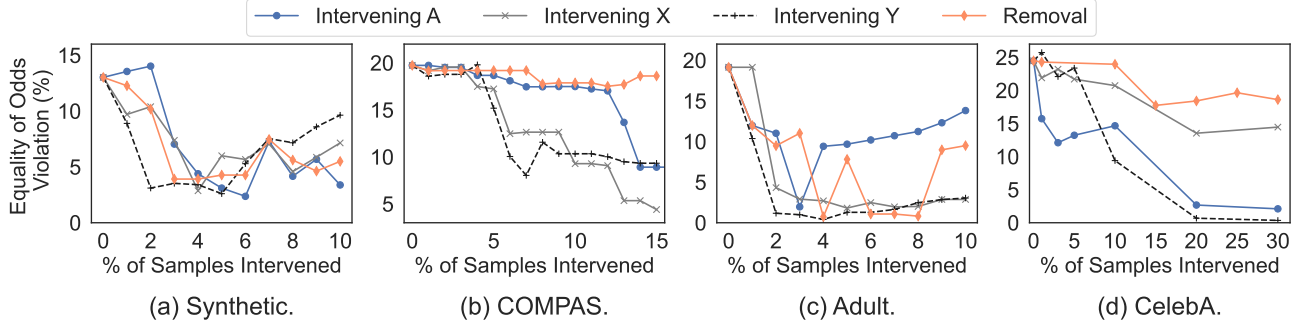 Intervening A Intervening X Intervening Y Removal
Equality of Odds
Violation (%)
15
10
5
0
0 2 4 6 8 10
% of Samples Intervened
(a) Synthetic.
20
15
10
5
0 5 10 15
% of Samples Intervened
(b) COMPAS.
20
15
10
5
0
0 2 4 6 8 10
% of Samples Intervened
(c) Adult.
25
20
15
10
5
0
0 5 10 15 20 25 30
% of Samples Intervened
(d) CelebA.